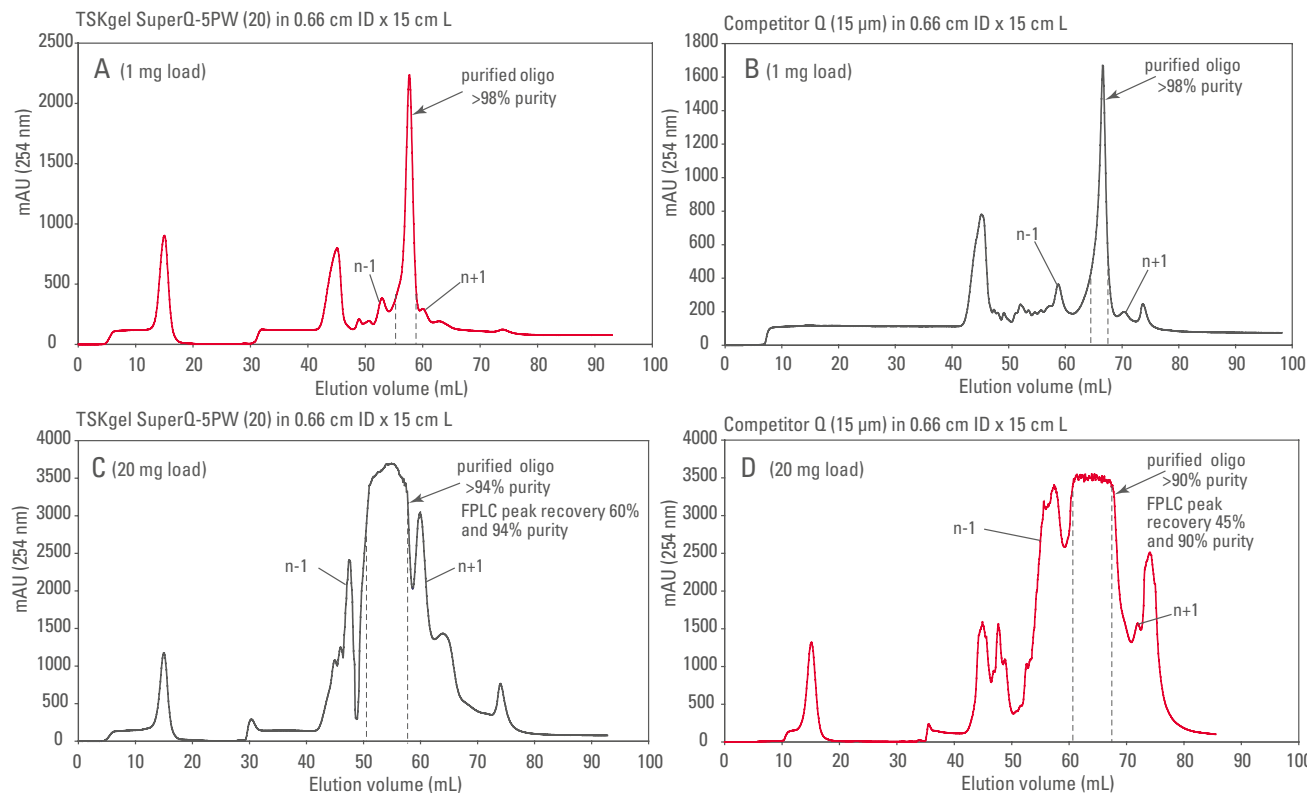 TSKgel SuperQ-5PW (20) in 0.66 cm ID x 15 cm L
A (1 mg load)
purified oligo
>98% purity
n-1
n+1
mAU (254 nm)
2500
2000
1500
1000
500
0
0 10 20 30 40 50 60 70 80 90 100
Elution volume (mL)
Competitor Q (15 µm) in 0.66 cm ID x 15 cm L
B (1 mg load)
purified oligo
>98% purity
n-1
n+1
mAU (254 nm)
1800
1600
1400
1200
1000
800
600
400
200
0
0 10 20 30 40 50 60 70 80 90 100
Elution volume (mL)
TSKgel SuperQ-5PW (20) in 0.66 cm ID x 15 cm L
C (20 mg load)
purified oligo
>94% purity
FPLC peak recovery 60%
and 94% purity
n-1
n+1
mAU (254 nm)
4000
3500
3000
2500
2000
1500
1000
500
0
0 10 20 30 40 50 60 70 80 90 100
Elution volume (mL)
Competitor Q (15 µm) in 0.66 cm ID x 15 cm L
D (20 mg load)
purified oligo
>90% purity
FPLC peak
recovery 45%
and 90% purity
n-1
n+1
mAU (254 nm)
4000
3500
3000
2500
2000
1500
1000
500
0
0 10 20 30 40 50 60 70 80 90 100
Elution volume (mL)